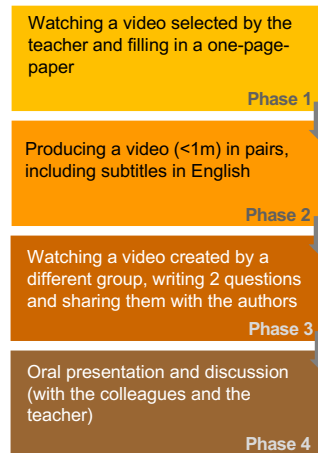 Watching a video selected by the
teacher and filling in a one-page-
paper
Phase 1
Producing a video (<1m) in pairs,
including subtitles in English
Phase 2
Watching a video created by a
different group, writing 2 questions
and sharing them with the authors
Phase 3
Oral presentation and discussion
(with the colleagues and the
teacher)
Phase 4